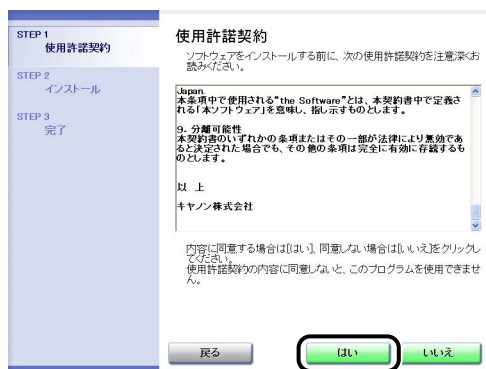 STEP 1
使用許諾契約
STEP 2
インストール
STEP 3
完了
使用許諾契約
ソフトウェアをインストールする前に、次の使用許諾契約を注意深くお
読みください。
Japan.
本条項中で使用される“the Software”とは、本契約書中で定義さ
れる「本ソフトウェア」を意味し、指し示すものとします。
9. 分離可能性
本契約書のいずれかの条項またはその一部が法律により無効であ
ると決定された場合でも、その他の条項は完全に有効に存続するも
のとします。
以 上
キヤノン株式会社
内容に同意する場合は[はい]、同意しない場合は[いいえ]をクリックし
てください。
使用許諾契約の内容に同意しないと、このプログラムを使用できませ
ん。
戻る
はい
いいえ